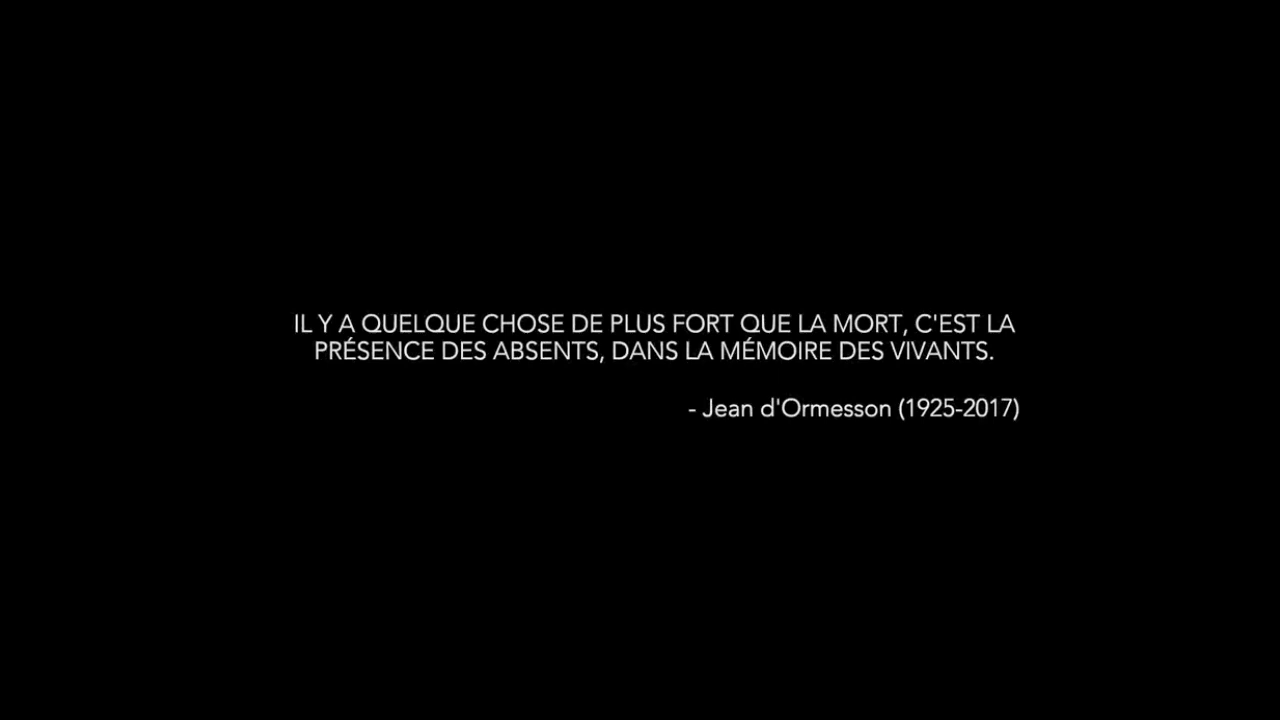 IL Y A QUELQUE CHOSE DE PLUS FORT QUE LA MORT, C'EST LA
PRÉSENCE DES ABSENTS, DANS LA MÉMOIRE DES VIVANTS.
- Jean d'Ormesson (1925-2017)